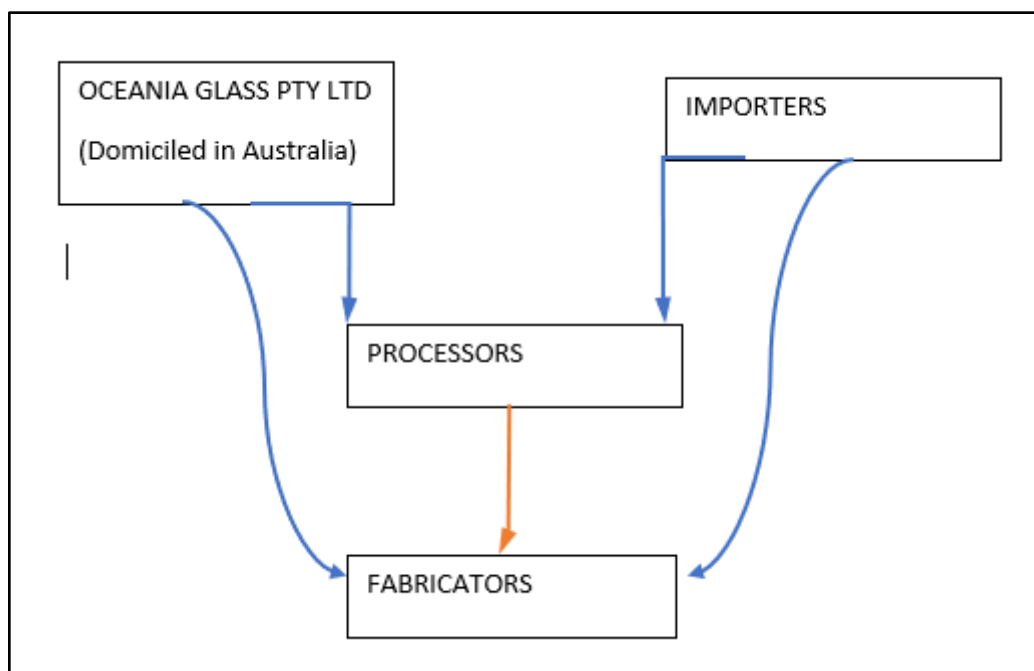 OCEANIA GLASS PTY LTD
(Domiciled in Australia)
IMPORTERS
PROCESSORS
FABRICATORS